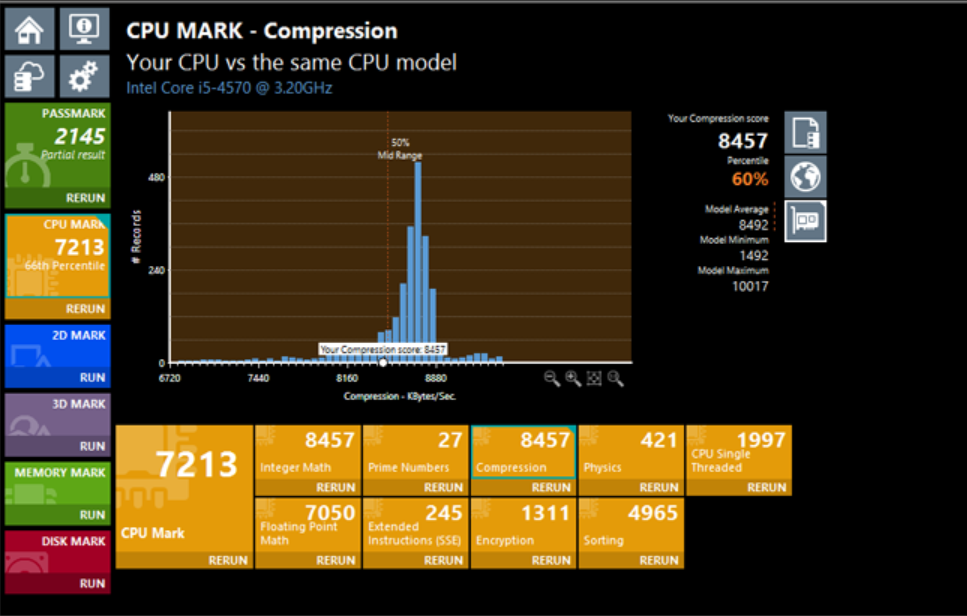 CPU MARK - Compression
Your CPU vs the same CPU model
Intel Core i5-4570 @ 3.20GHz
PASSMARK
2145
Partial result
RERUN
CPU MARK
7213
66th Percentile
RERUN
2D MARK
RUN
3D MARK
RUN
MEMORY MARK
RUN
DISK MARK
RUN
50%
Mid Range
# Records
480
240
0
Your Compression score: 8457
6720
7440
8160
8880
Compression - KBytes/Sec.
Your Compression score
8457
Percentile
60%
Model Average
8492
Model Minimum
1492
Model Maximum
10017
7213
CPU Mark
RERUN
8457
Integer Math
RERUN
27
Prime Numbers
RERUN
8457
Compression
RERUN
421
Physics
RERUN
1997
CPU Single
Threaded
RERUN
7050
Floating Point
Math
RERUN
245
Extended
Instructions (SSE)
RERUN
1311
Encryption
RERUN
4965
Sorting
RERUN